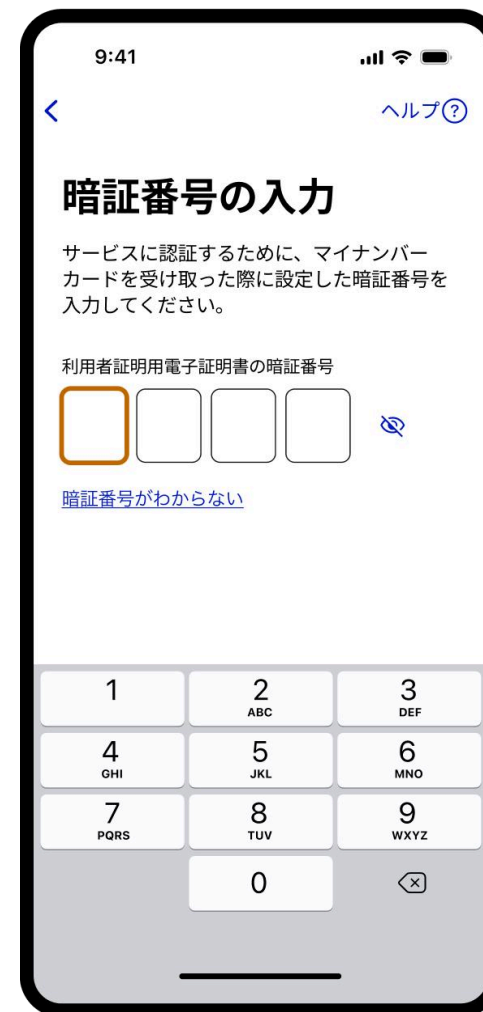 9:41
ヘルプ?
暗証番号の入力
サービスに認証するために、マイナンバー
カードを受け取った際に設定した暗証番号を
入力してください。
利用者証明用電子証明書の暗証番号
暗証番号がわからない
1
2
ABC
3
DEF
4
GHI
5
JKL
6
MNO
7
PQRS
8
TUV
9
WXYZ
0